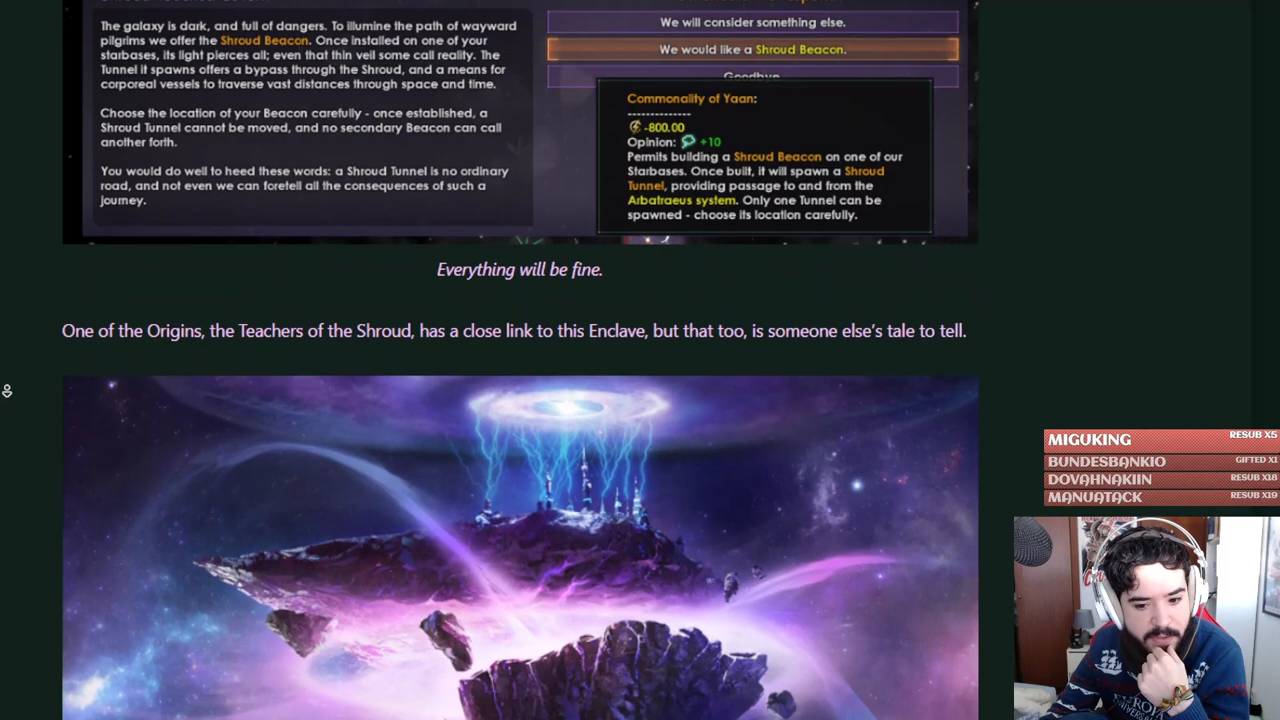 We will consider something else.
The galaxy is dark, and full of dangers. To illumine the path of wayward
pilgrims we offer the Shroud Beacon. Once installed on one of your
starbases, its light pierces all; even that thin veil some call reality. The
Tunnel it spawns offers a bypass through the Shroud, and a means for
corporeal vessels to traverse vast distances through space and time.
Choose the location of your Beacon carefully - once established, a
Shroud Tunnel cannot be moved, and no secondary Beacon can call
another forth.
You would do well to heed these words: a Shroud Tunnel is no ordinary
road, and not even we can foretell all the consequences of such a
journey.
We would like a Shroud Beacon.
Goodbye
Commonality of Yaan:
--------------
-800.00
Opinion: +10
Permits building a Shroud Beacon on one of our
Starbases. Once built, it will spawn a Shroud
Tunnel, providing passage to and from the
Arbatraeus system. Only one Tunnel can be
spawned - choose its location carefully.
Everything will be fine.
One of the Origins, the Teachers of the Shroud, has a close link to this Enclave, but that too, is someone else's tale to tell.
MIGUKING RESUB X5
BUNDESBANKIO GIFTED X1
DOVAHNAKIIN RESUB X18
MANUATACK RESUB X19